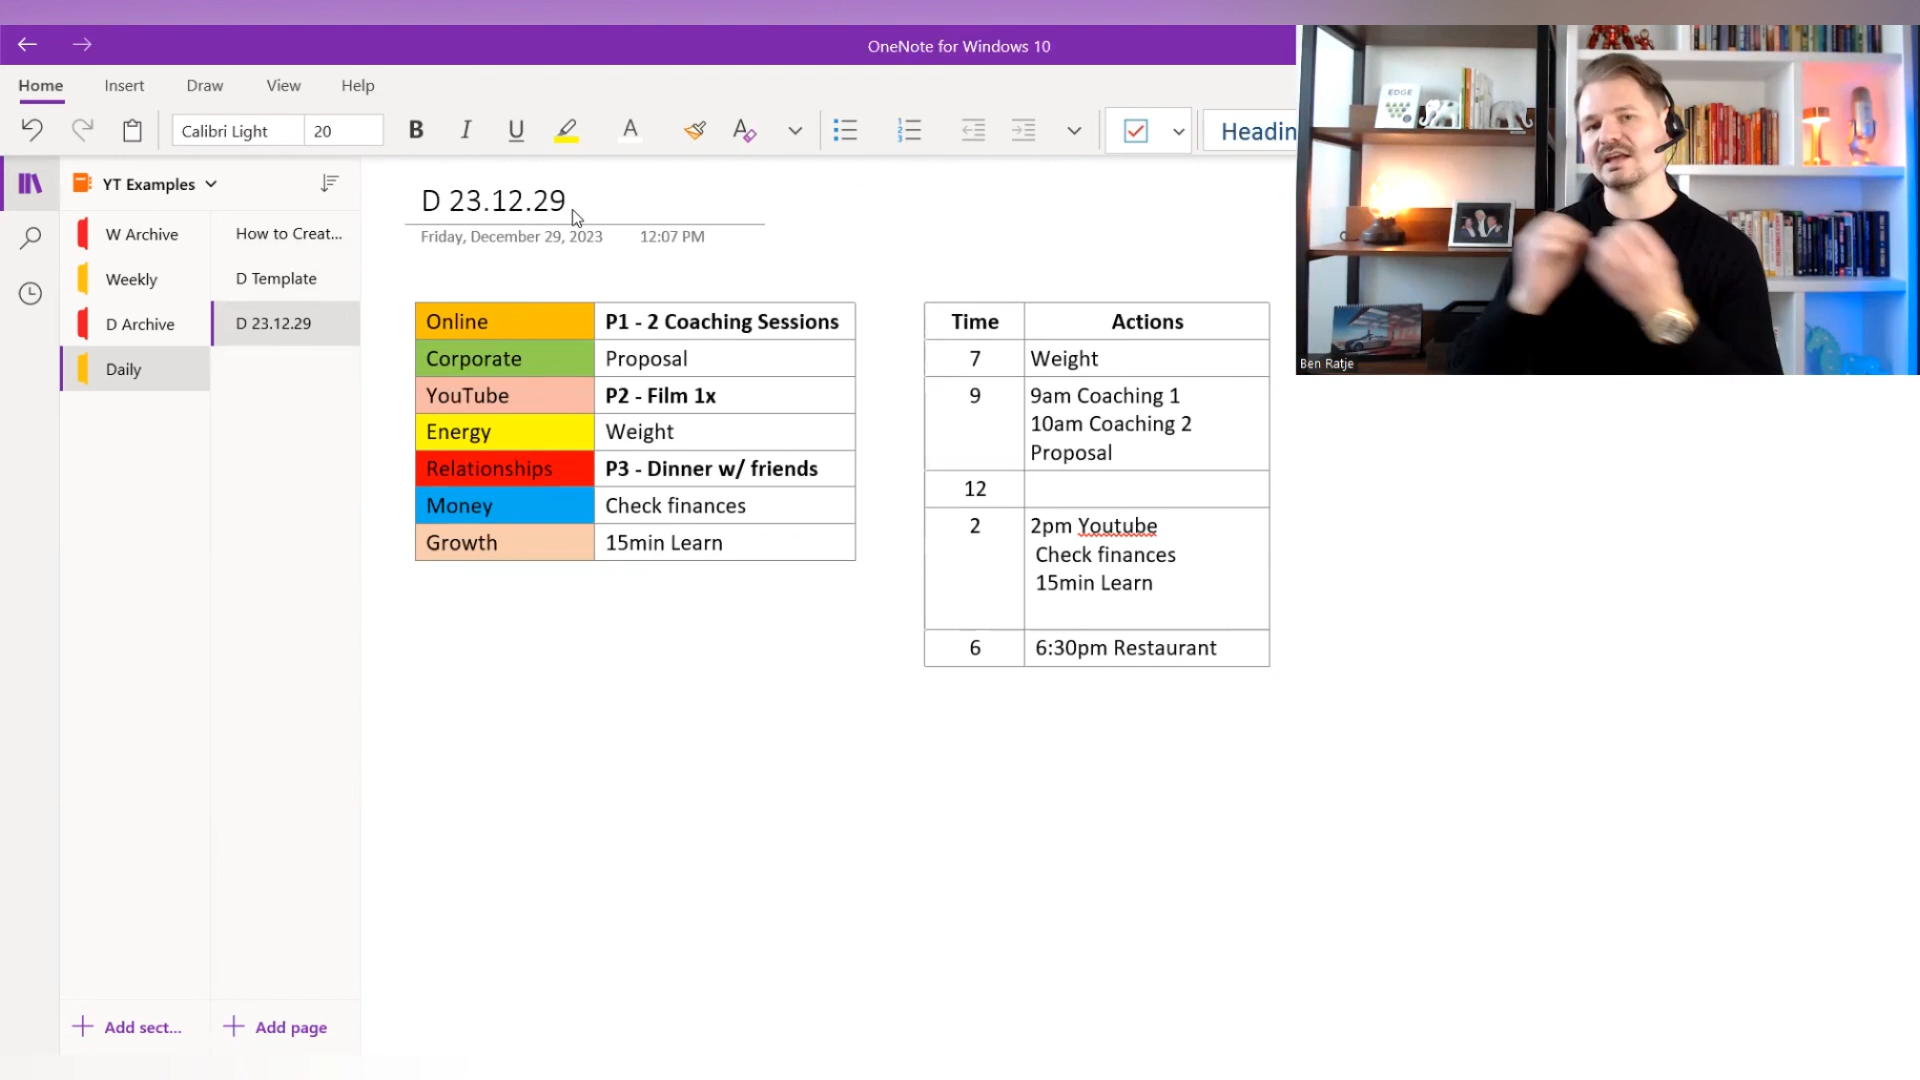 OneNote for Windows 10
Home Insert Draw View Help
Calibri Light 20 B I U A A Headin
YT Examples
W Archive
Weekly
D Archive
Daily
How to Creat...
D Template
D 23.12.29
D 23.12.29
Friday, December 29, 2023 12:07 PM
Online P1 - 2 Coaching Sessions
Corporate Proposal
YouTube P2 - Film 1x
Energy Weight
Relationships P3 - Dinner w/ friends
Money Check finances
Growth 15min Learn
Time Actions
7 Weight
9 9am Coaching 1
10am Coaching 2
Proposal
12
2 2pm Youtube
Check finances
15min Learn
6 6:30pm Restaurant
Add sect... Add page
EDGE
Ben Ratje